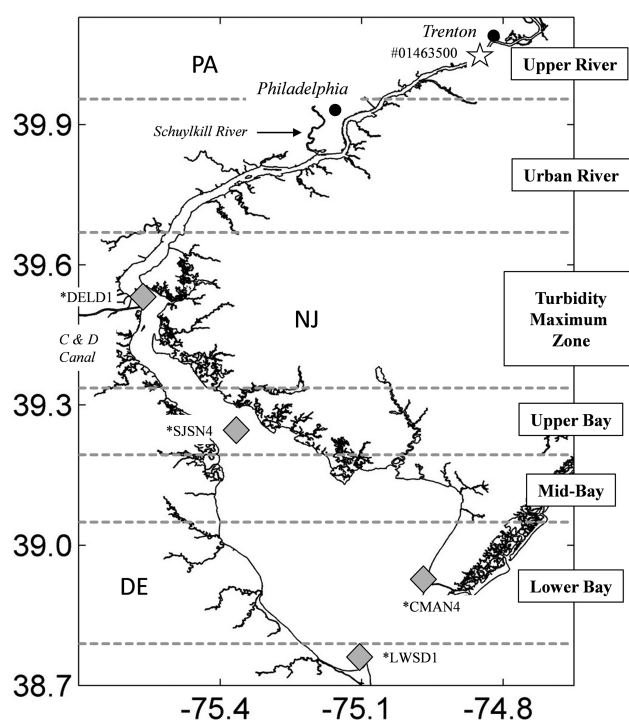 Trenton
#01463500
PA
Upper River
Philadelphia
39.9
Schuylkill River
Urban River
39.6
*DELD1
NJ
Turbidity
Maximum
Zone
C & D
Canal
39.3
*SJSN4
Upper Bay
Mid-Bay
39.0
DE
Lower Bay
*CMAN4
*LWSD1
38.7
-75.4
-75.1
-74.8